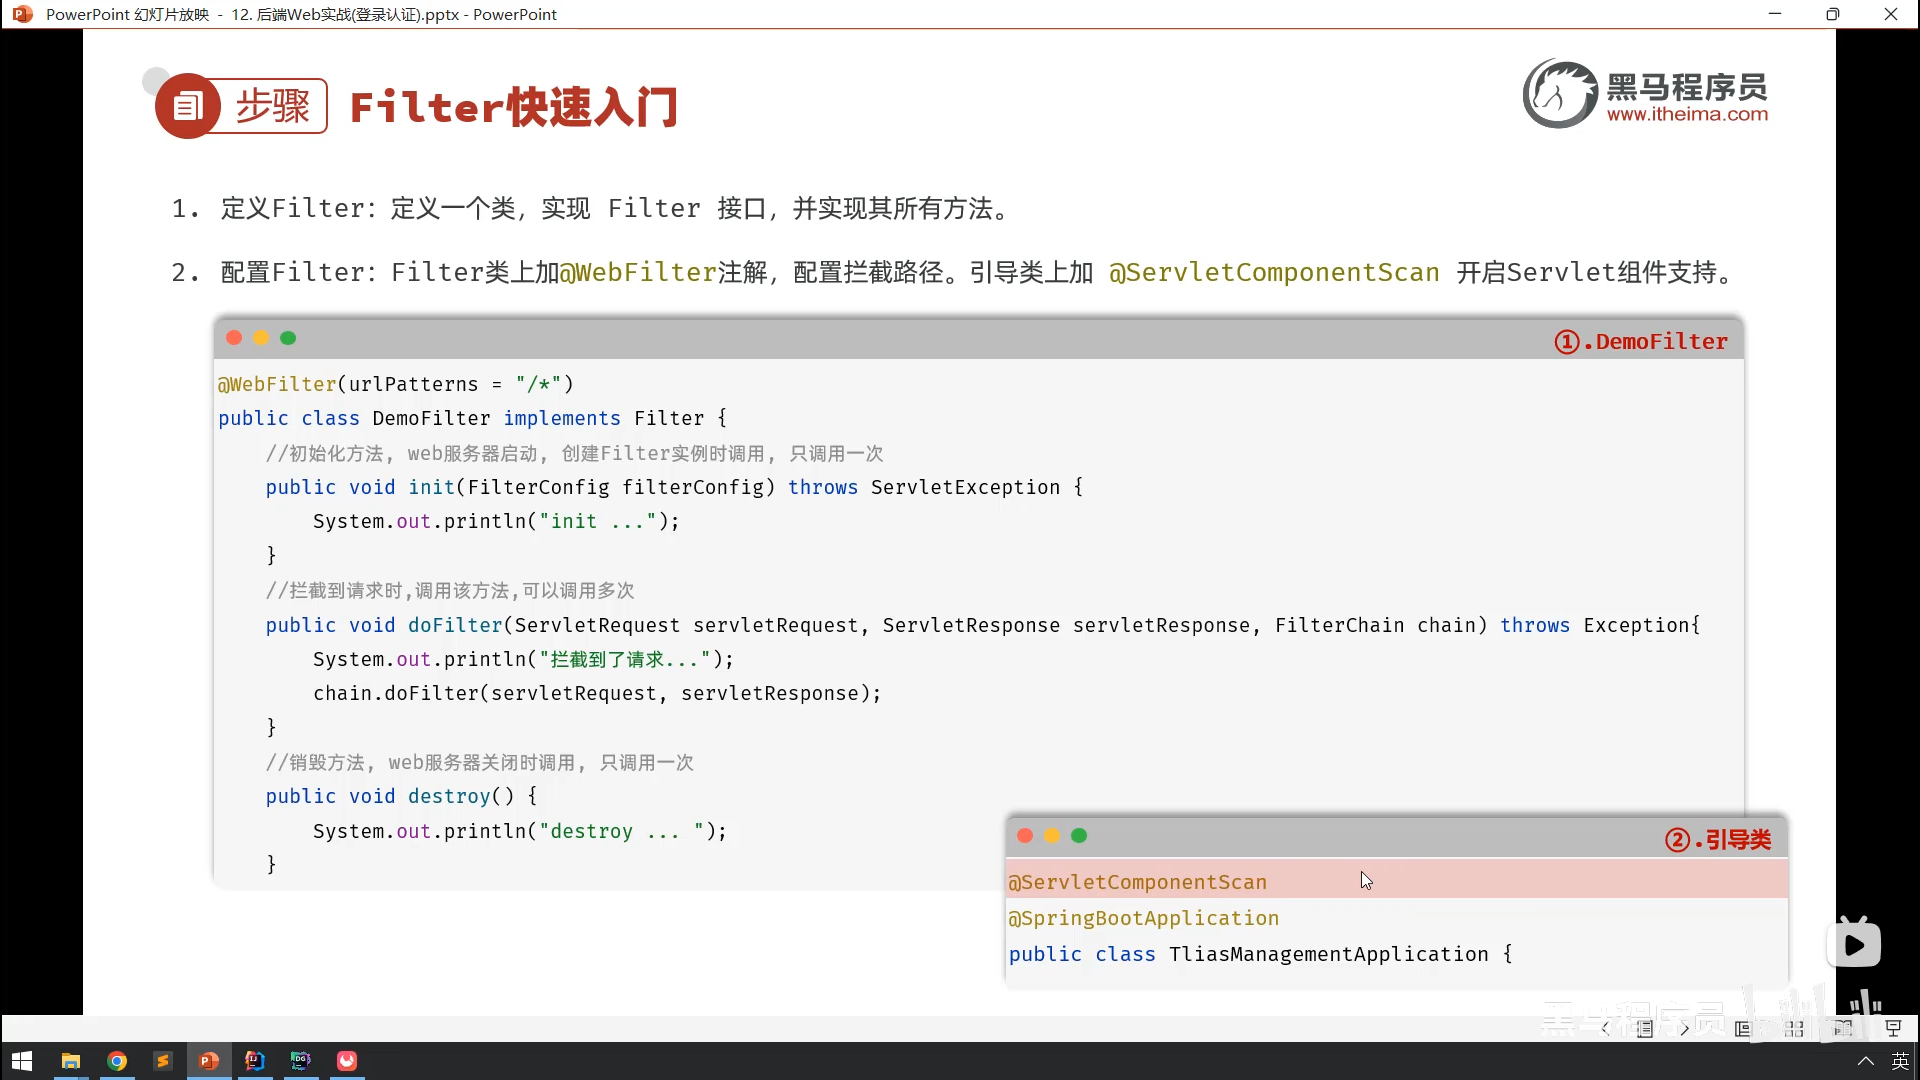 PowerPoint 幻灯片放映 - 12. 后端Web实战(登录认证).pptx - PowerPoint
步骤
Filter快速入门
黑马程序员
www.itheima.com
1. 定义Filter：定义一个类，实现 Filter 接口，并实现其所有方法。
2. 配置Filter：Filter类上加@WebFilter注解，配置拦截路径。引导类上加 @ServletComponentScan 开启Servlet组件支持。
①.DemoFilter
@WebFilter(urlPatterns = "/*")
public class DemoFilter implements Filter {
//初始化方法, web服务器启动, 创建Filter实例时调用, 只调用一次
public void init(FilterConfig filterConfig) throws ServletException {
System.out.println("init ...");
}
//拦截到请求时,调用该方法,可以调用多次
public void doFilter(ServletRequest servletRequest, ServletResponse servletResponse, FilterChain chain) throws Exception{
System.out.println("拦截到了请求...");
chain.doFilter(servletRequest, servletResponse);
}
//销毁方法, web服务器关闭时调用, 只调用一次
public void destroy() {
System.out.println("destroy ... ");
}
②.引导类
@ServletComponentScan
@SpringBootApplication
public class TliasManagementApplication {
黑马程序员
英